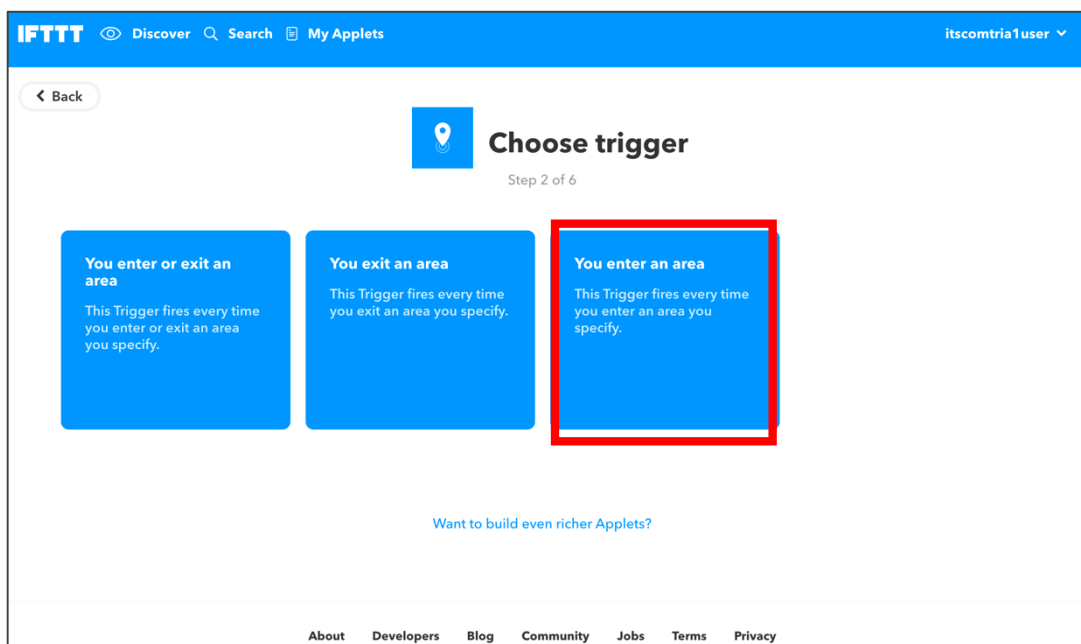 IFTTT Discover Search My Applets itscomtria1user
Back
Choose trigger
Step 2 of 6
You enter or exit an
area
This Trigger fires every time
you enter or exit an area
you specify.
You exit an area
This Trigger fires every time
you exit an area you specify.
You enter an area
This Trigger fires every time
you enter an area you
specify.
Want to build even richer Applets?
About Developers Blog Community Jobs Terms Privacy